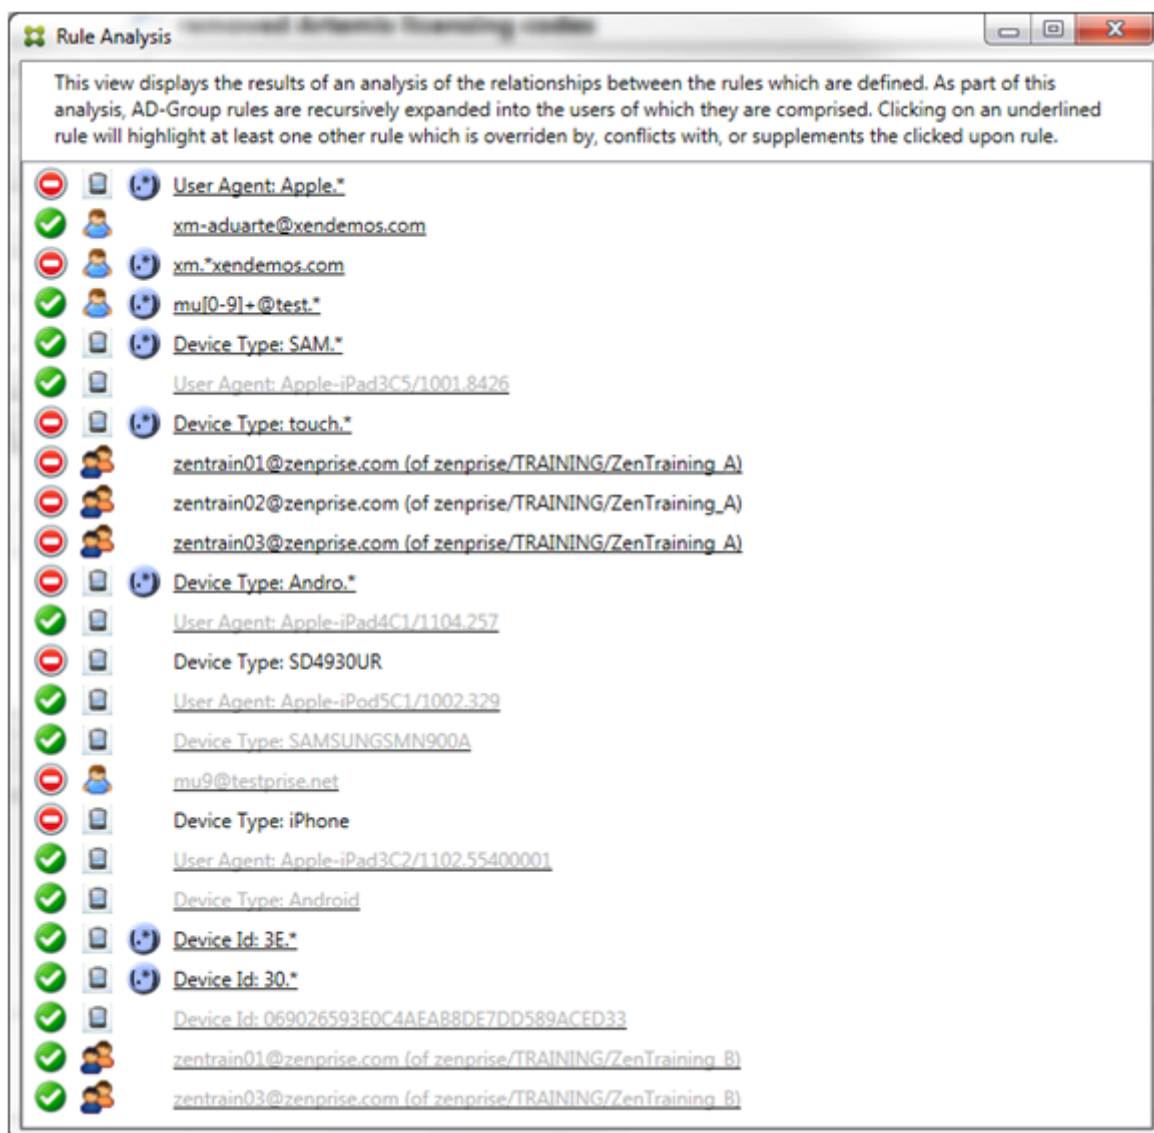 removed Artemis licensing codes
Rule Analysis
This view displays the results of an analysis of the relationships between the rules which are defined. As part of this
analysis, AD-Group rules are recursively expanded into the users of which they are comprised. Clicking on an underlined
rule will highlight at least one other rule which is overriden by, conflicts with, or supplements the clicked upon rule.
(.*) User Agent: Apple.*
xm-aduarte@xendemos.com
(.*) xm.*xendemos.com
(.*) mu[0-9]+@test.*
(.*) Device Type: SAM.*
User Agent: Apple-iPad3C5/1001.8426
(.*) Device Type: touch.*
zentrain01@zenprise.com (of zenprise/TRAINING/ZenTraining_A)
zentrain02@zenprise.com (of zenprise/TRAINING/ZenTraining_A)
zentrain03@zenprise.com (of zenprise/TRAINING/ZenTraining_A)
(.*) Device Type: Andro.*
User Agent: Apple-iPad4C1/1104.257
Device Type: SD4930UR
User Agent: Apple-iPod5C1/1002.329
Device Type: SAMSUNGSMN900A
mu9@testprise.net
Device Type: iPhone
User Agent: Apple-iPad3C2/1102.55400001
Device Type: Android
(.*) Device Id: 3E.*
(.*) Device Id: 30.*
Device Id: 069026593E0C4AEAB8DE7DD589ACED33
zentrain01@zenprise.com (of zenprise/TRAINING/ZenTraining_B)
zentrain03@zenprise.com (of zenprise/TRAINING/ZenTraining_B)